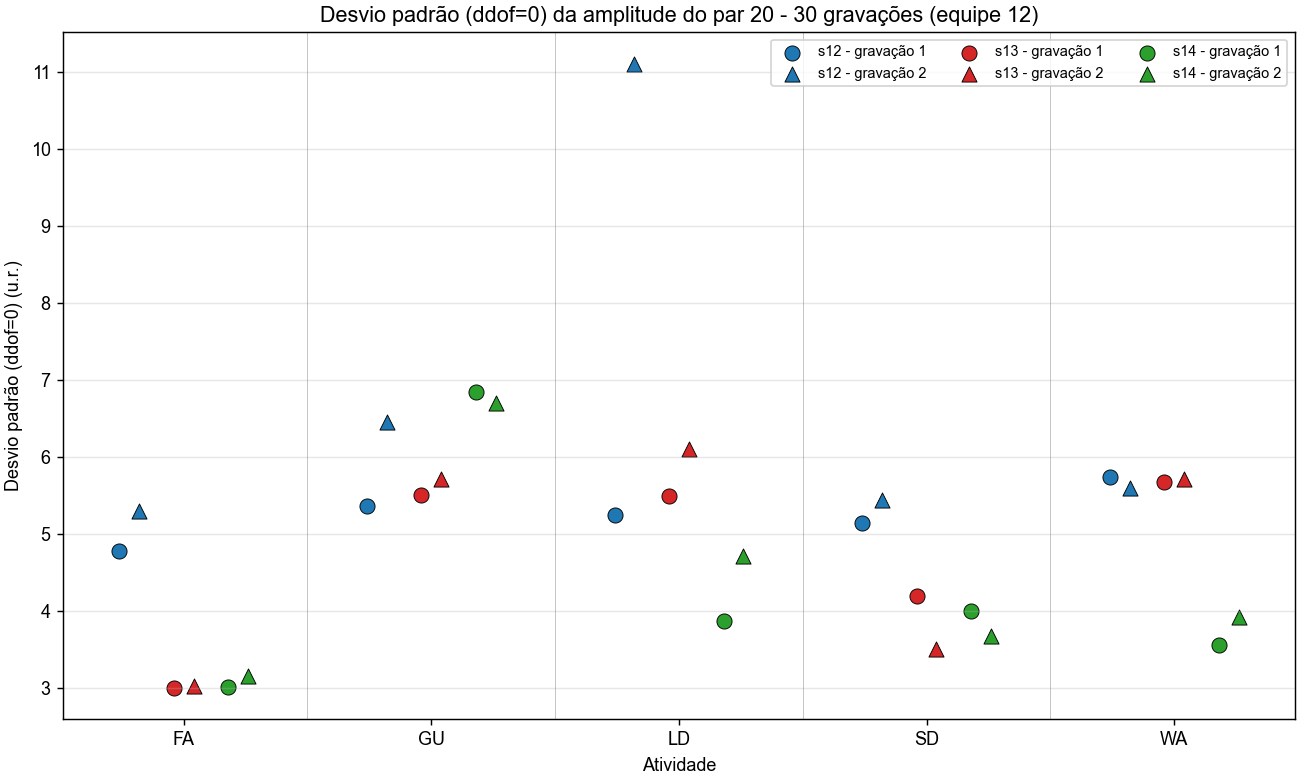 Desvio padrão (ddof=0) da amplitude do par 20 - 30 gravações (equipe 12)
s12 - gravação 1
s12 - gravação 2
s13 - gravação 1
s13 - gravação 2
s14 - gravação 1
s14 - gravação 2
Desvio padrão (ddof=0) (u.r.)
11
10
9
8
7
6
5
4
3
FA
GU
LD
SD
WA
Atividade